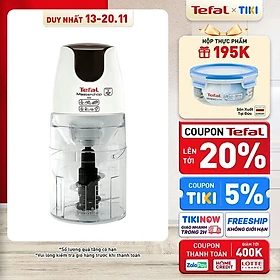 DUY NHẤT 13-20.11
Tefal × TIKI
HỘP THỰC PHẨM
195K
Sản Xuất
Tại Đức
Tefal
Masterchop
COUPON Tefal
LÊN TỚI
20%
COUPON
TIKI
5%
TIKINOW
GIAO NHANH
TRONG 2H
FREESHIP
KHÔNG GIỚI HẠN
COUPON
THANH TOÁN
GIẢM TỚI
400K
ZaloPay
HOME CREDIT
LOTTE
*Số lượng quà tặng có hạn
*Vui lòng kiểm tra giỏ hàng trước khi thanh toán